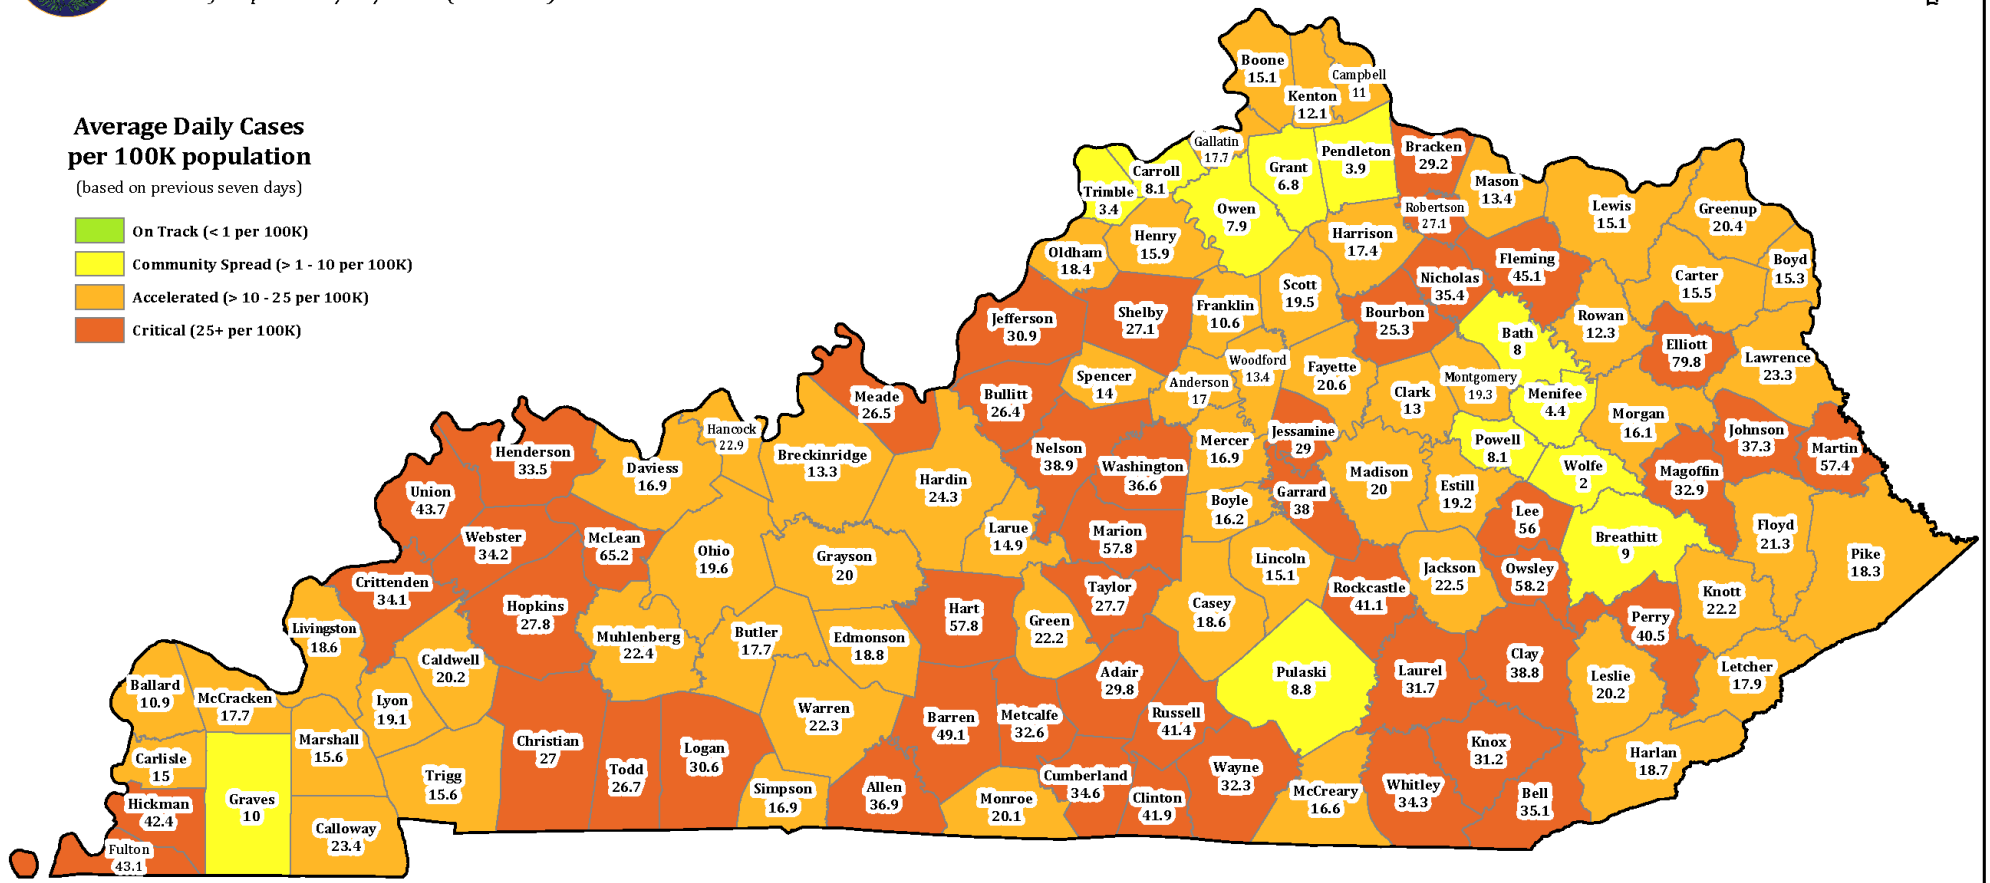 Average Daily Cases
per 100K population
(based on previous seven days)
On Track (< 1 per 100K)
Community Spread (> 1 - 10 per 100K)
Accelerated (> 10 - 25 per 100K)
Critical (25+ per 100K)
Boone
15.1
Kenton
12.1
Campbell
11
Gallatin
17.7
Carroll
8.1
Trimble
3.4
Grant
6.8
Pendleton
3.9
Bracken
29.2
Mason
13.4
Robertson
27.1
Owen
7.9
Henry
15.9
Oldham
18.4
Harrison
17.4
Lewis
15.1
Greenup
20.4
Boyd
15.3
Carter
15.5
Fleming
45.1
Nicholas
35.4
Scott
19.5
Franklin
10.6
Shelby
27.1
Jefferson
30.9
Bourbon
25.3
Bath
8
Rowan
12.3
Elliott
79.8
Lawrence
23.3
Woodford
13.4
Fayette
20.6
Montgomery
19.3
Clark
13
Menifee
4.4
Morgan
16.1
Spencer
14
Anderson
17
Bullitt
26.4
Meade
26.5
Hancock
22.9
Breckinridge
13.3
Daviess
16.9
Henderson
33.5
Union
43.7
Webster
34.2
McLean
65.2
Ohio
19.6
Grayson
20
Hardin
24.3
Larue
14.9
Nelson
38.9
Washington
36.6
Mercer
16.9
Jessamine
29
Garrard
38
Boyle
16.2
Madison
20
Estill
19.2
Powell
8.1
Wolfe
2
Magoffin
32.9
Johnson
37.3
Martin
57.4
Lee
56
Breathitt
9
Floyd
21.3
Pike
18.3
Marion
57.8
Lincoln
15.1
Rockcastle
41.1
Jackson
22.5
Owsley
58.2
Perry
40.5
Knott
22.2
Letcher
17.9
Leslie
20.2
Clay
38.8
Laurel
31.7
Pulaski
8.8
Casey
18.6
Taylor
27.7
Green
22.2
Hart
57.8
Edmonson
18.8
Butler
17.7
Muhlenberg
22.4
Hopkins
27.8
Crittenden
34.1
Livingston
18.6
Caldwell
20.2
Lyon
19.1
McCracken
17.7
Ballard
10.9
Carlisle
15
Hickman
42.4
Fulton
43.1
Graves
10
Marshall
15.6
Calloway
23.4
Trigg
15.6
Christian
27
Todd
26.7
Logan
30.6
Simpson
16.9
Warren
22.3
Allen
36.9
Barren
49.1
Metcalfe
32.6
Monroe
20.1
Adair
29.8
Cumberland
34.6
Russell
41.4
Clinton
41.9
Wayne
32.3
McCreary
16.6
Whitley
34.3
Knox
31.2
Bell
35.1
Harlan
18.7